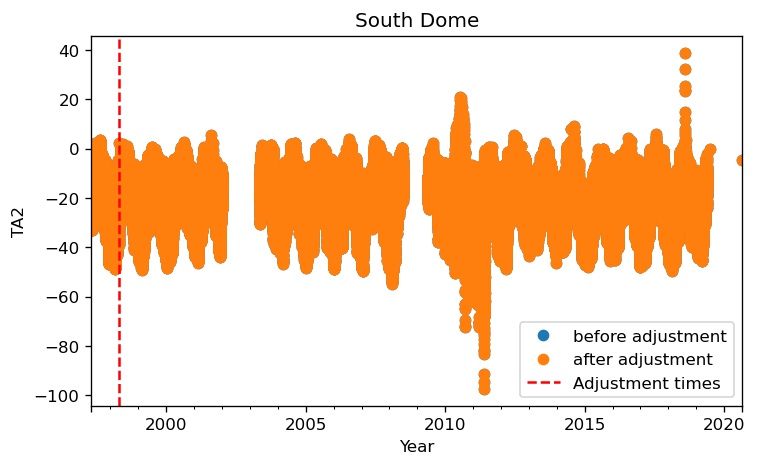 South Dome
40
20
0
−20
−40
−60
−80
−100
TA2
before adjustment
after adjustment
Adjustment times
2000
2005
2010
2015
2020
Year